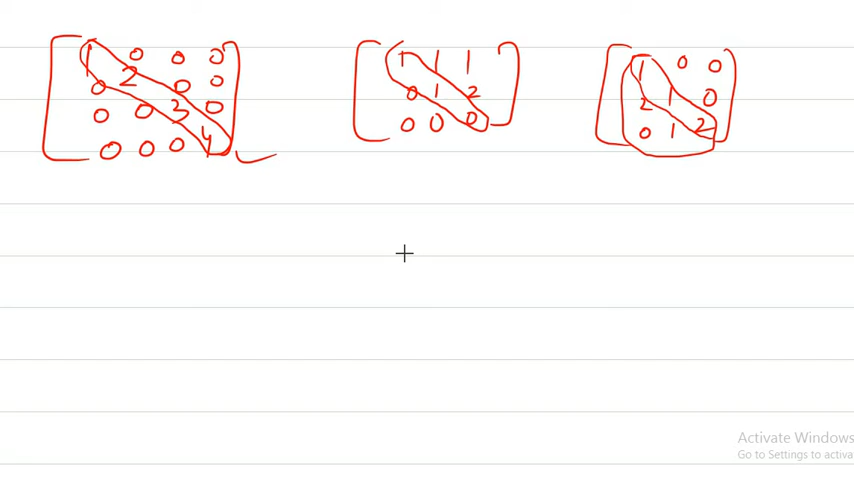 1 0 0 0
0 2 0 0
0 0 3 0
0 0 0 4
1 1 1
0 1 2
0 0 0
1 0 0
2 1 0
0 1 2
Activate Windows
Go to Settings to activa